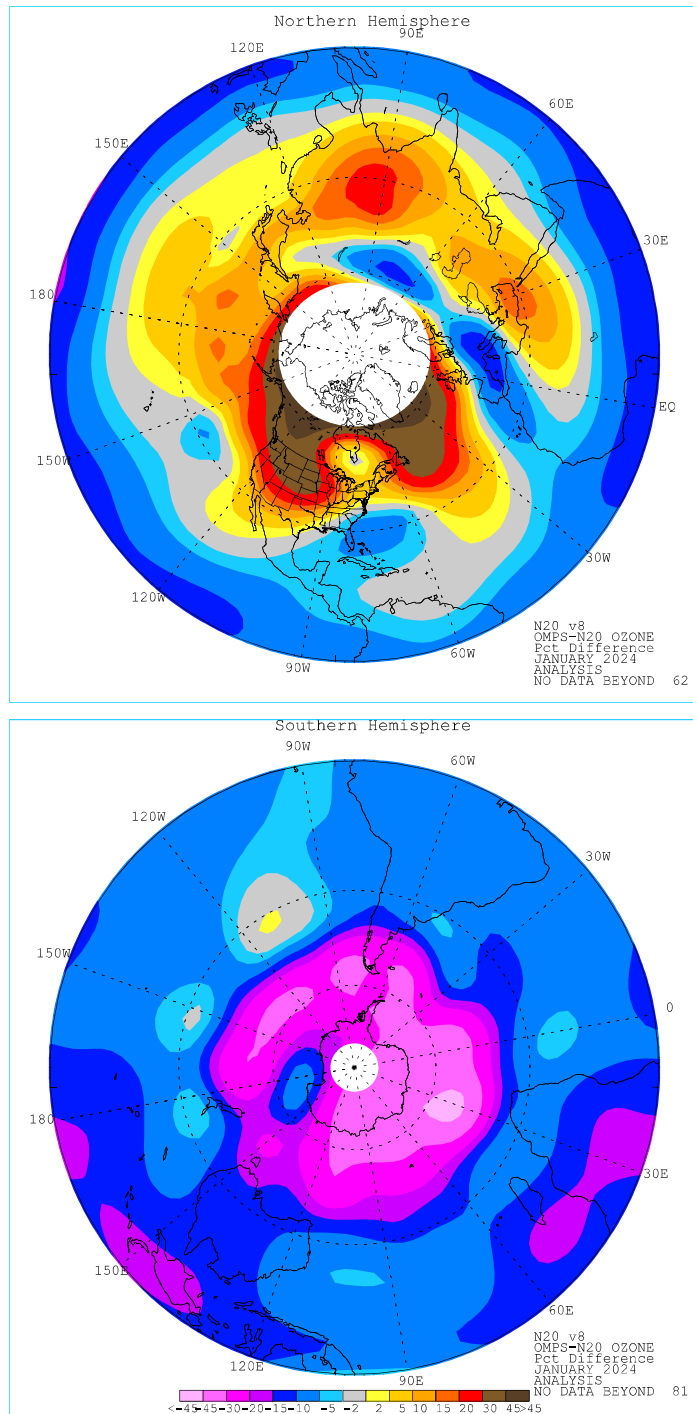 Northern Hemisphere
90E
120E
60E
150E
30E
180
EQ
150W
30W
120W
60W
90W
N20 v8
OMPS-N20 OZONE
Pct Difference
JANUARY 2024
ANALYSIS
NO DATA BEYOND 62
Southern Hemisphere
90W
60W
120W
30W
150W
0
180
30E
150E
60E
120E
90E
N20 v8
OMPS-N20 OZONE
Pct Difference
JANUARY 2024
ANALYSIS
NO DATA BEYOND 81
<-45 -45 -30 -20 -15 -10 -5 -2 2 5 10 15 20 30 45 >45